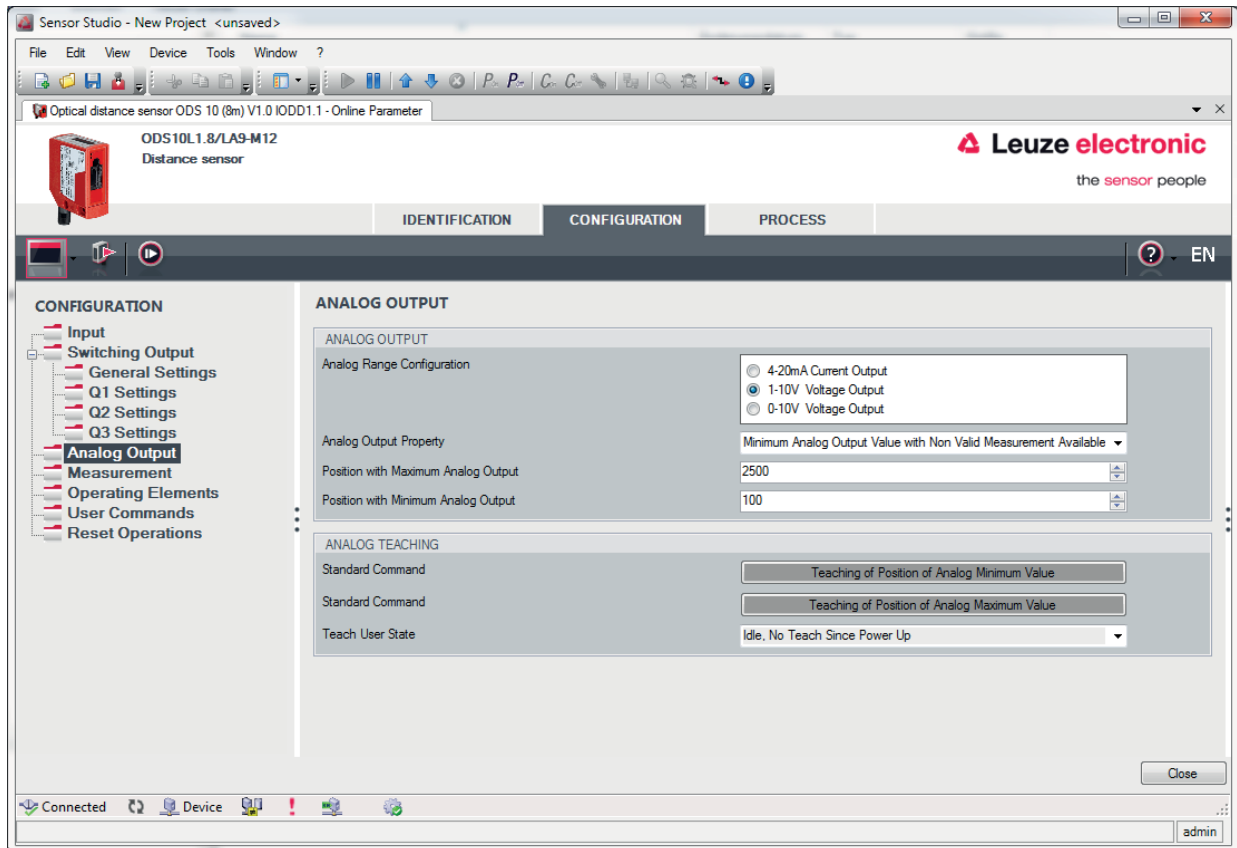 Sensor Studio - New Project <unsaved>
File Edit View Device Tools Window ?
Optical distance sensor ODS 10 (8m) V1.0 IODD1.1 - Online Parameter
ODS10L1.8/LA9-M12
Distance sensor
Leuze electronic
the sensor people
IDENTIFICATION CONFIGURATION PROCESS
EN
CONFIGURATION
Input
Switching Output
General Settings
Q1 Settings
Q2 Settings
Q3 Settings
Analog Output
Measurement
Operating Elements
User Commands
Reset Operations
ANALOG OUTPUT
ANALOG OUTPUT
Analog Range Configuration
4-20mA Current Output
1-10V Voltage Output
0-10V Voltage Output
Analog Output Property
Minimum Analog Output Value with Non Valid Measurement Available
Position with Maximum Analog Output
2500
Position with Minimum Analog Output
100
ANALOG TEACHING
Standard Command
Teaching of Position of Analog Minimum Value
Standard Command
Teaching of Position of Analog Maximum Value
Teach User State
Idle, No Teach Since Power Up
Close
Connected Device
admin